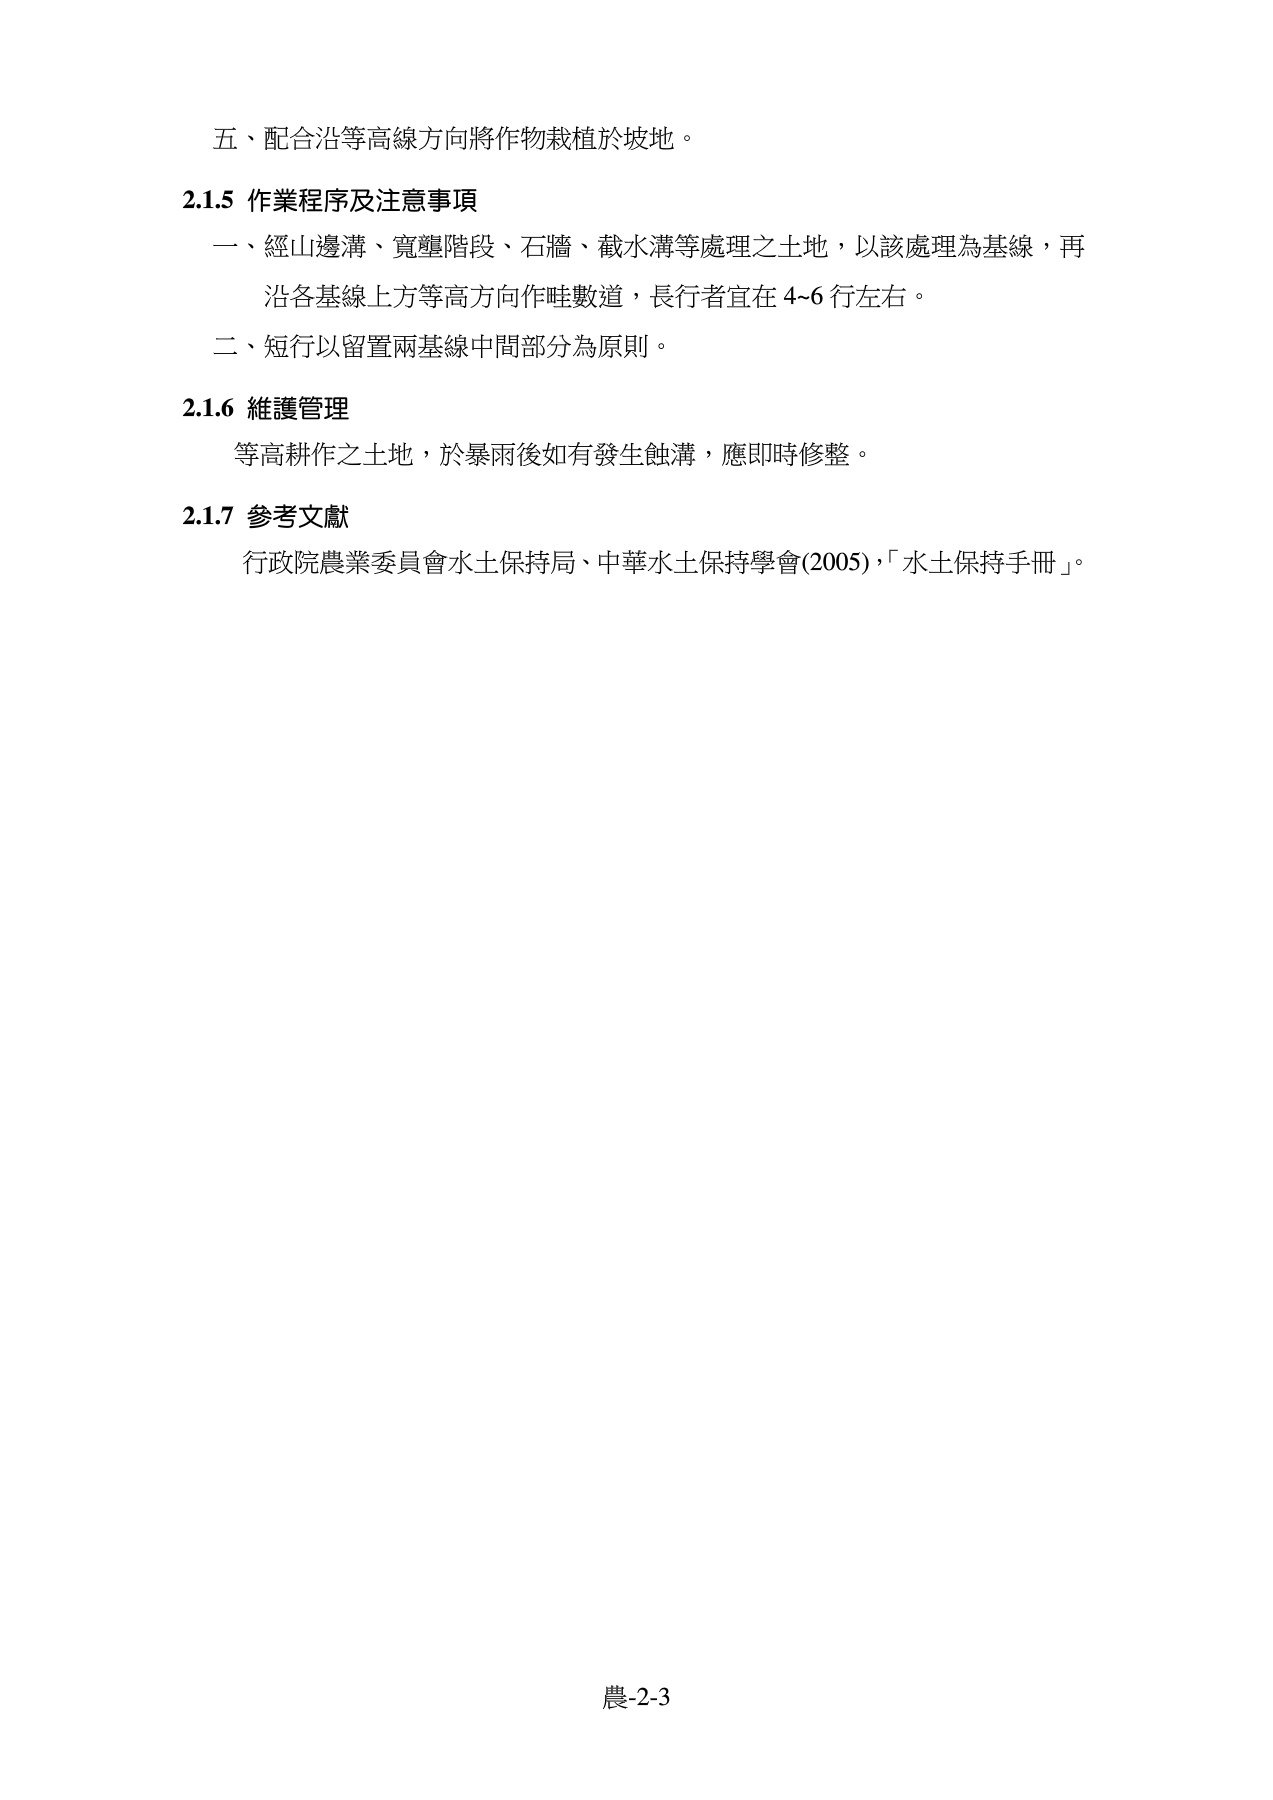 五、配合沿等高線方向將作物栽植於坡地。
2.1.5 作業程序及注意事項
一、經山邊溝、寬壟階段、石牆、截水溝等處理之土地，以該處理為基線，再
沿各基線上方等高方向作畦數道，長行者宜在 4~6 行左右。
二、短行以留置兩基線中間部分為原則。
2.1.6 維護管理
等高耕作之土地，於暴雨後如有發生蝕溝，應即時修整。
2.1.7 參考文獻
行政院農業委員會水土保持局、中華水土保持學會(2005)，「水土保持手冊」。
農-2-3